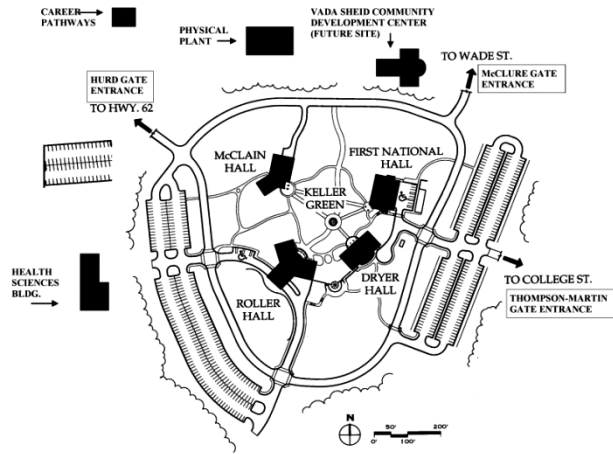 CAREER
PATHWAYS
PHYSICAL
PLANT
VADA SHEID COMMUNITY
DEVELOPMENT CENTER
(FUTURE SITE)
TO WADE ST.
McCLURE GATE
ENTRANCE
HURD GATE
ENTRANCE
TO HWY. 62
McCLAIN
HALL
FIRST NATIONAL
HALL
KELLER
GREEN
HEALTH
SCIENCES
BLDG.
ROLLER
HALL
DRYER
HALL
TO COLLEGE ST.
THOMPSON-MARTIN
GATE ENTRANCE
N
50' 200'
0' 100'